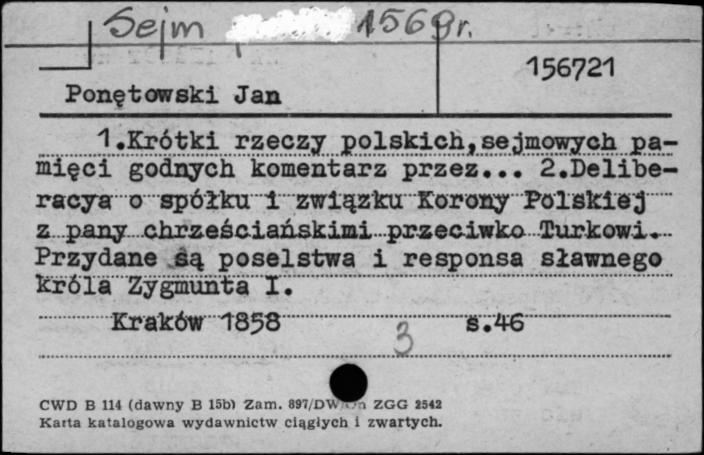 Sejm 1569r.
156721
Ponętowski Jan
1.Krótki rzeczy polskich,sejmowych pa-
mięci godnych komentarz przez... 2.Delibe-
racya o spółku i związku Korony Polskiej
z pany chrześciańskimi przeciwko Turkowi.
Przydane są poselstwa i responsa sławnego
króla Zygmunta I.
Kraków 1858 s.46
3
CWD B 114 (dawny B 15b) Zam. 897/DW/ ZGG 2542
Karta katalogowa wydawnictw ciągłych i zwartych.